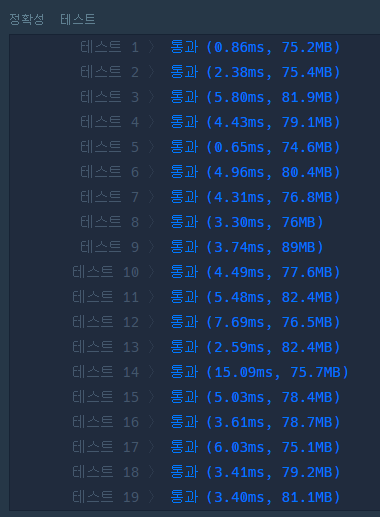 정확성 테스트
테스트 1 〉 통과 (0.86ms, 75.2MB)
테스트 2 〉 통과 (2.38ms, 75.4MB)
테스트 3 〉 통과 (5.80ms, 81.9MB)
테스트 4 〉 통과 (4.43ms, 79.1MB)
테스트 5 〉 통과 (0.65ms, 74.6MB)
테스트 6 〉 통과 (4.96ms, 80.4MB)
테스트 7 〉 통과 (4.31ms, 76.8MB)
테스트 8 〉 통과 (3.30ms, 76MB)
테스트 9 〉 통과 (3.74ms, 89MB)
테스트 10 〉 통과 (4.49ms, 77.6MB)
테스트 11 〉 통과 (5.48ms, 82.4MB)
테스트 12 〉 통과 (7.69ms, 76.5MB)
테스트 13 〉 통과 (2.59ms, 82.4MB)
테스트 14 〉 통과 (15.09ms, 75.7MB)
테스트 15 〉 통과 (5.03ms, 78.4MB)
테스트 16 〉 통과 (3.61ms, 78.7MB)
테스트 17 〉 통과 (6.03ms, 75.1MB)
테스트 18 〉 통과 (3.41ms, 79.2MB)
테스트 19 〉 통과 (3.40ms, 81.1MB)